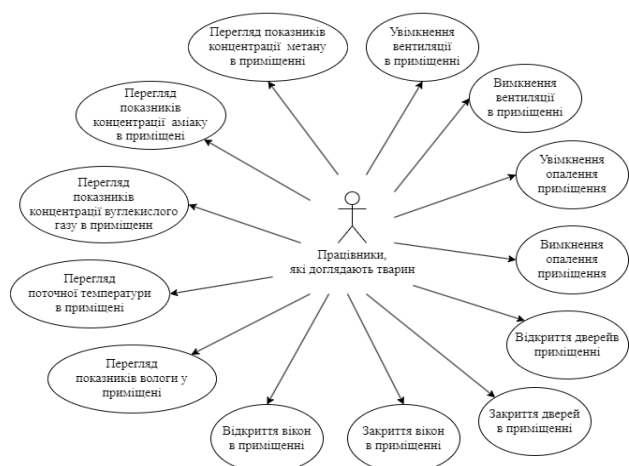 Перегляд показників
концентрації метану
в приміщенні
Увімкнення
вентиляції
в приміщенні
Перегляд
показників
концентрації аміаку
в приміщені
Вимкнення
вентиляції
в приміщенні
Увімкнення
опалення
приміщення
Перегляд
показників
концентрації вуглекислого
газу в приміщенн
Працівники,
які доглядають тварин
Вимкнення
опалення
приміщення
Перегляд
поточної температури
в приміщені
Відкриття дверейв
приміщенні
Перегляд
показників вологи у
приміщені
Відкриття вікон
в приміщенні
Закриття вікон
в приміщенні
Закриття дверей
в приміщенні